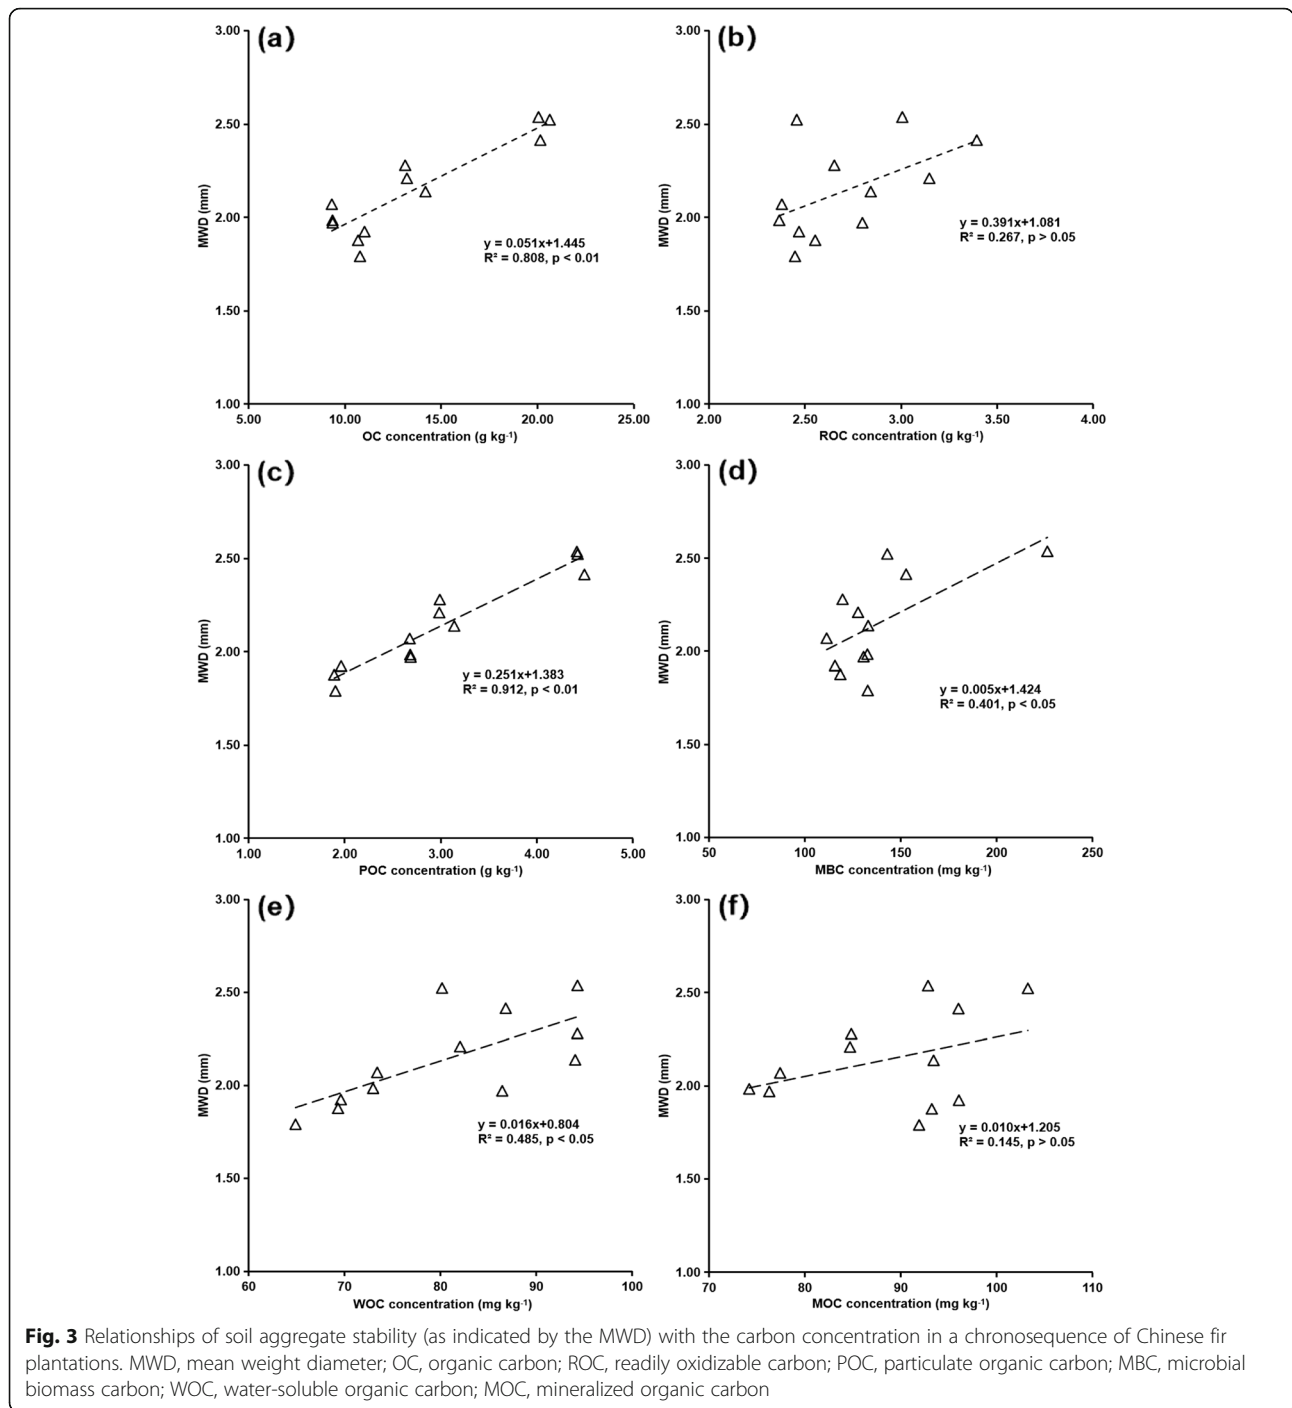 (a)
3.00
2.50
2.00
1.50
1.00
MWD (mm)
5.00 10.00 15.00 20.00 25.00
OC concentration (g kg-1)
y = 0.051x+1.445
R² = 0.808, p < 0.01
(b)
3.00
2.50
2.00
1.50
1.00
MWD (mm)
2.00 2.50 3.00 3.50 4.00
ROC concentration (g kg-1)
y = 0.391x+1.081
R² = 0.267, p > 0.05
(c)
3.00
2.50
2.00
1.50
1.00
MWD (mm)
1.00 2.00 3.00 4.00 5.00
POC concentration (g kg-1)
y = 0.251x+1.383
R² = 0.912, p < 0.01
(d)
3.00
2.50
2.00
1.50
1.00
MWD (mm)
50 100 150 200 250
MBC concentration (mg kg-1)
y = 0.005x+1.424
R² = 0.401, p < 0.05
(e)
3.00
2.50
2.00
1.50
1.00
MWD (mm)
60 70 80 90 100
WOC concentration (mg kg-1)
y = 0.016x+0.804
R² = 0.485, p < 0.05
(f)
3.00
2.50
2.00
1.50
1.00
MWD (mm)
70 80 90 100 110
MOC concentration (mg kg-1)
y = 0.010x+1.205
R² = 0.145, p > 0.05
Fig. 3 Relationships of soil aggregate stability (as indicated by the MWD) with the carbon concentration in a chronosequence of Chinese fir
plantations. MWD, mean weight diameter; OC, organic carbon; ROC, readily oxidizable carbon; POC, particulate organic carbon; MBC, microbial
biomass carbon; WOC, water-soluble organic carbon; MOC, mineralized organic carbon